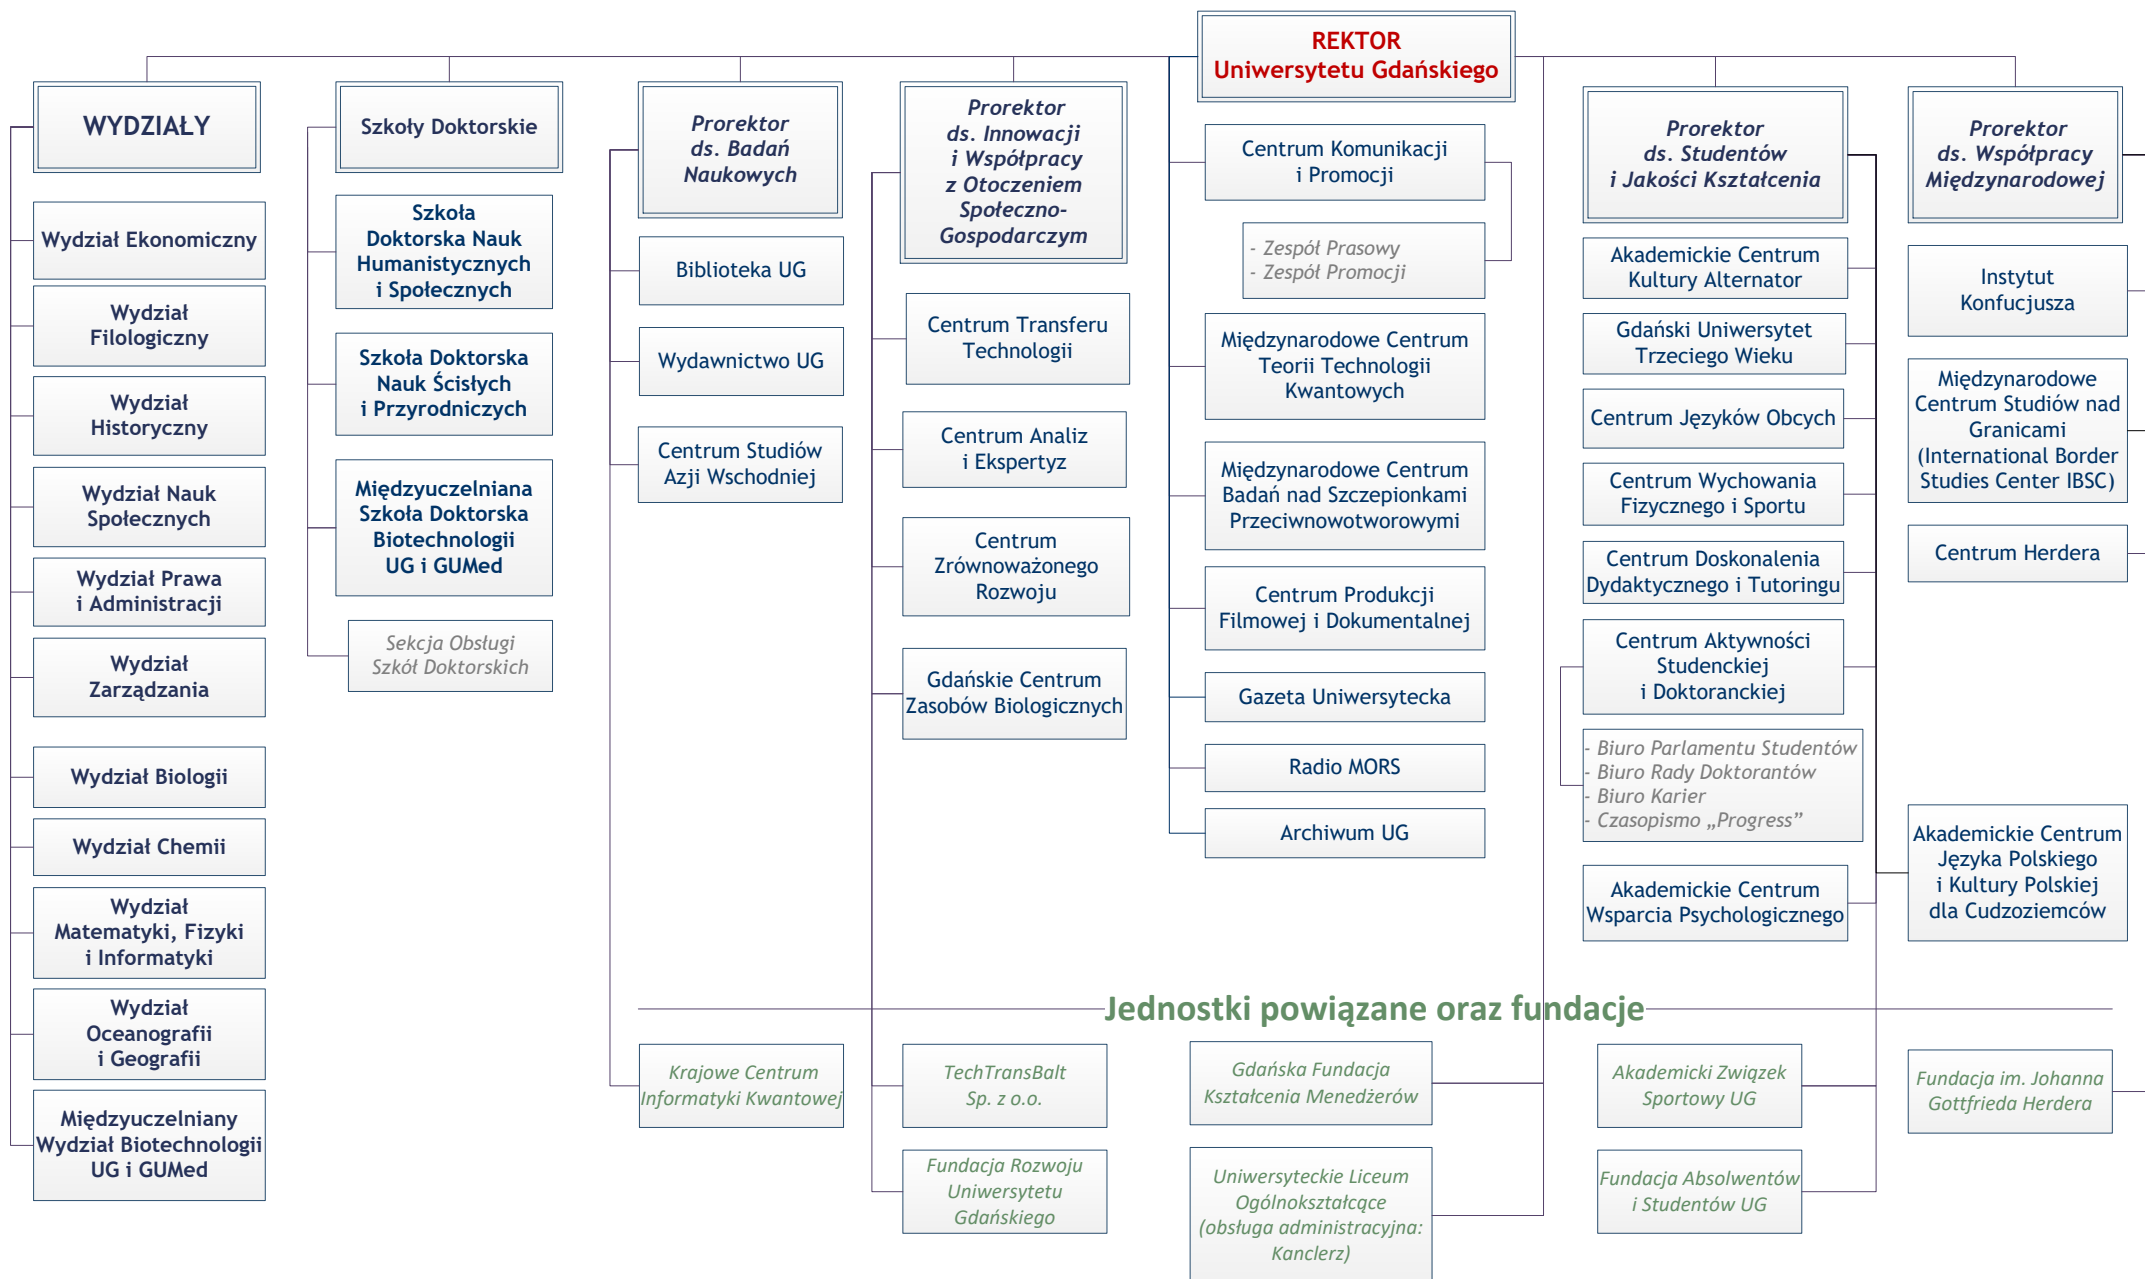 REKTOR
Uniwersytetu Gdańskiego
WYDZIAŁY
Wydział Ekonomiczny
Wydział
Filologiczny
Wydział
Historyczny
Wydział Nauk
Społecznych
Wydział Prawa
i Administracji
Wydział
Zarządzania
Wydział Biologii
Wydział Chemii
Wydział
Matematyki, Fizyki
i Informatyki
Wydział
Oceanografii
i Geografii
Międzyuczelniany
Wydział Biotechnologii
UG i GUMed
Szkoły Doktorskie
Szkoła
Doktorska Nauk
Humanistycznych
i Społecznych
Szkoła Doktorska
Nauk Ścisłych
i Przyrodniczych
Międzyuczelniana
Szkoła Doktorska
Biotechnologii
UG i GUMed
Sekcja Obsługi
Szkół Doktorskich
Prorektor
ds. Badań
Naukowych
Biblioteka UG
Wydawnictwo UG
Centrum Studiów
Azji Wschodniej
Prorektor
ds. Innowacji
i Współpracy
z Otoczeniem
Społeczno-
Gospodarczym
Centrum Transferu
Technologii
Centrum Analiz
i Ekspertyz
Centrum
Zrównoważonego
Rozwoju
Gdańskie Centrum
Zasobów Biologicznych
Centrum Komunikacji
i Promocji
- Zespół Prasowy
- Zespół Promocji
Międzynarodowe Centrum
Teorii Technologii
Kwantowych
Międzynarodowe Centrum
Badań nad Szczepionkami
Przeciwnowotworowymi
Centrum Produkcji
Filmowej i Dokumentalnej
Gazeta Uniwersytecka
Radio MORS
Archiwum UG
Prorektor
ds. Studentów
i Jakości Kształcenia
Akademickie Centrum
Kultury Alternator
Gdański Uniwersytet
Trzeciego Wieku
Centrum Języków Obcych
Centrum Wychowania
Fizycznego i Sportu
Centrum Doskonalenia
Dydaktycznego i Tutoringu
Centrum Aktywności
Studenckiej
i Doktoranckiej
- Biuro Parlamentu Studentów
- Biuro Rady Doktorantów
- Biuro Karier
- Czasopismo „Progress”
Akademickie Centrum
Wsparcia Psychologicznego
Prorektor
ds. Współpracy
Międzynarodowej
Instytut
Konfucjusza
Międzynarodowe
Centrum Studiów nad
Granicami
(International Border
Studies Center IBSC)
Centrum Herdera
Akademickie Centrum
Języka Polskiego
i Kultury Polskiej
dla Cudzoziemców
Jednostki powiązane oraz fundacje
Krajowe Centrum
Informatyki Kwantowej
TechTransBalt
Sp. z o.o.
Fundacja Rozwoju
Uniwersytetu
Gdańskiego
Gdańska Fundacja
Kształcenia Menedżerów
Uniwersyteckie Liceum
Ogólnokształcące
(obsługa administracyjna:
Kanclerz)
Akademicki Związek
Sportowy UG
Fundacja Absolwentów
i Studentów UG
Fundacja im. Johanna
Gottfrieda Herdera